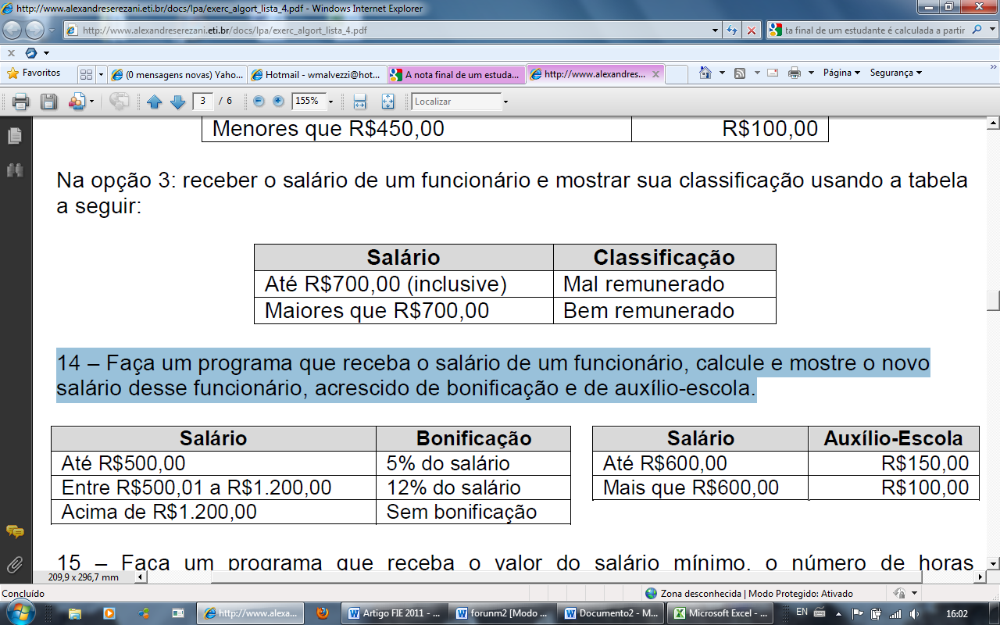 http://www.alexandreserezani.eti.br/docs/lpa/exerc_algort_lista_4.pdf - Windows Internet Explorer
http://www.alexandreserezani.eti.br/docs/lpa/exerc_algort_lista_4.pdf
ta final de um estudante é calculada a partir
Favoritos
(0 mensagens novas) Yaho...
Hotmail - wmalvezzi@hot...
A nota final de um estuda...
http://www.alexandres...
Página
Segurança
3 / 6
155%
Localizar
Menores que R$450,00 R$100,00
Na opção 3: receber o salário de um funcionário e mostrar sua classificação usando a tabela
a seguir:
Salário Classificação
Até R$700,00 (inclusive) Mal remunerado
Maiores que R$700,00 Bem remunerado
14 – Faça um programa que receba o salário de um funcionário, calcule e mostre o novo
salário desse funcionário, acrescido de bonificação e de auxílio-escola.
Salário Bonificação
Até R$500,00 5% do salário
Entre R$500,01 a R$1.200,00 12% do salário
Acima de R$1.200,00 Sem bonificação
Salário Auxílio-Escola
Até R$600,00 R$150,00
Mais que R$600,00 R$100,00
15 – Faça um programa que receba o valor do salário mínimo, o número de horas
209,9 x 296,7 mm
Concluído
Zona desconhecida | Modo Protegido: Ativado
http://www.alexa...
Artigo FIE 2011 - ...
forunm2 [Modo ...
Documento2 - M...
Microsoft Excel - ...
EN
16:02